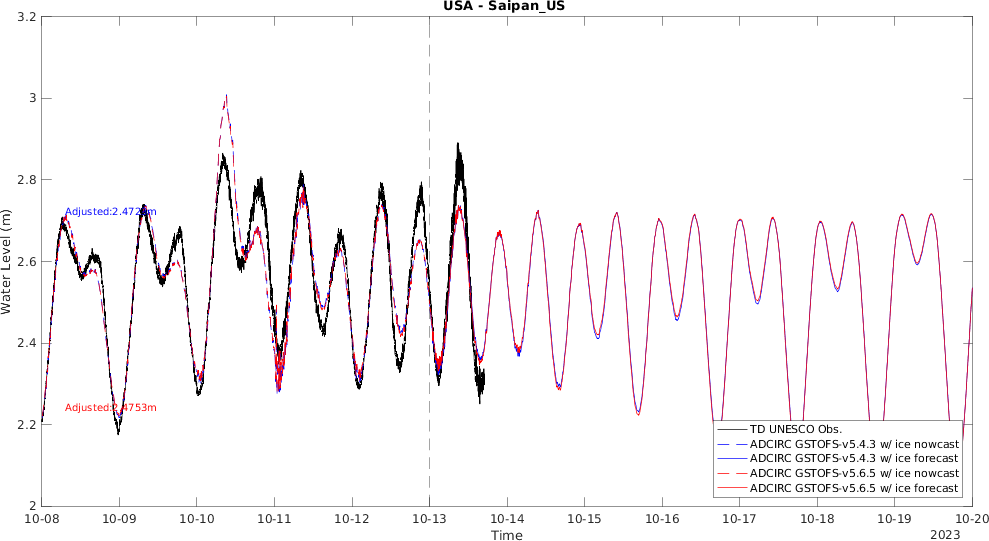 USA - Saipan_US
3.2
3
2.8
2.6
2.4
2.2
2
Water Level (m)
Adjusted:2.4753m
10-08
10-09
10-10
10-11
10-12
10-13
10-14
10-15
10-16
10-17
10-18
10-19
10-20
Time
2023
TD UNESCO Obs.
ADCIRC GSTOFS-v5.4.3 w/ ice nowcast
ADCIRC GSTOFS-v5.4.3 w/ ice forecast
ADCIRC GSTOFS-v5.6.5 w/ ice nowcast
ADCIRC GSTOFS-v5.6.5 w/ ice forecast